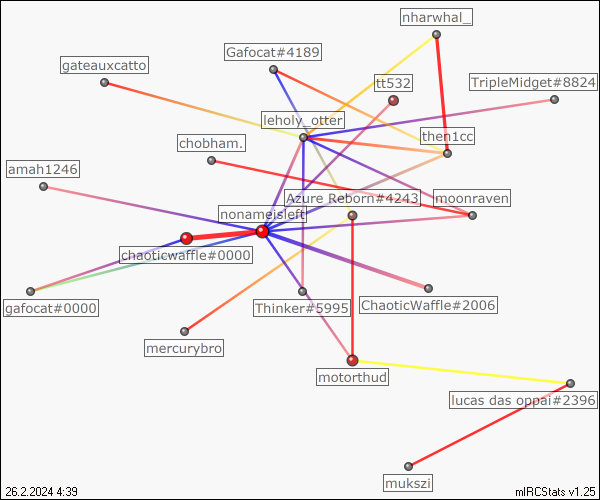 nharwhal_
Gafocat#4189
gateauxcatto
tt532
TripleMidget#8824
leholy_otter
chobham.
then1cc
amah1246
Azure Reborn#4243
moonraven
nonameisleft
chaoticwaffle#0000
gafocat#0000
Thinker#5995
ChaoticWaffle#2006
mercurybro
motorthud
lucas das oppai#2396
mukszi
26.2.2024 4:39
mIRCStats v1.25